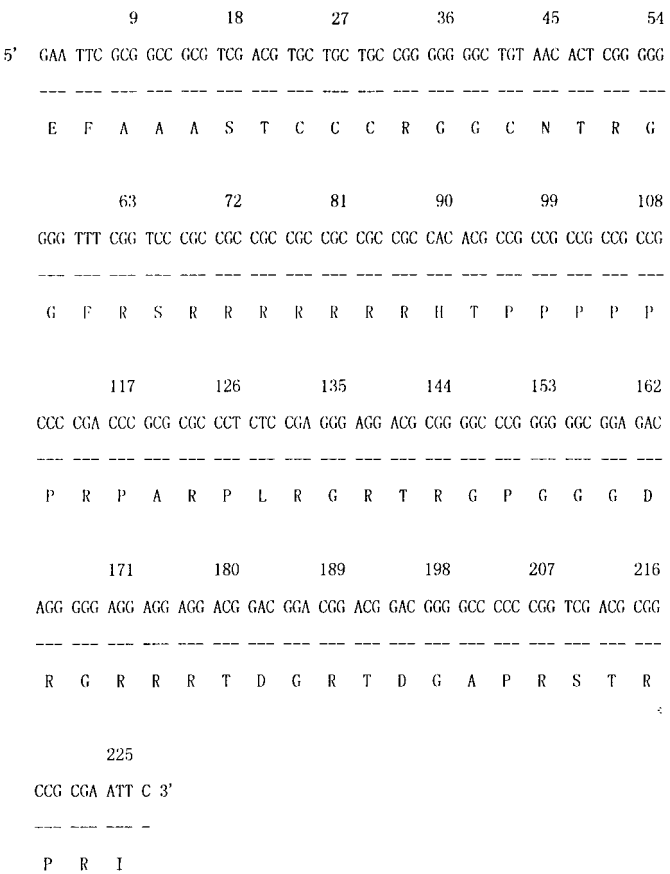 9 18 27 36 45 54
5' GAA TTC GCG GCC GCG TCG ACG TGC TGC TGC CGG GGG GGC TGT AAC ACT CGG GGG
--- --- --- --- --- --- --- --- --- --- --- --- --- --- --- --- --- ---
E F A A A S T C C C R G G C N T R G
63 72 81 90 99 108
GGG TTT CGG TCC CGC CGC CGC CGC CGC CGC CGC CAC ACG CCG CCG CCG CCG CCG
--- --- --- --- --- --- --- --- --- --- --- --- --- --- --- --- --- ---
G F R S R R R R R R R H T P P P P P
117 126 135 144 153 162
CCC CGA CCC GCG CGC CCT CTC CGA GGG AGG ACG CGG GGC CCG GGG GGC GGA GAC
--- --- --- --- --- --- --- --- --- --- --- --- --- --- --- --- --- ---
P R P A R P L R G R T R G P G G G D
171 180 189 198 207 216
AGG GGG AGG AGG AGG ACG GAC GGA CGG ACG GAC GGG GCC CCC CGG TCG ACG CGG
--- --- --- --- --- --- --- --- --- --- --- --- --- --- --- --- --- ---
R G R R R T D G R T D G A P R S T R
225
CCG CGA ATT C 3'
--- --- --- -
P R I